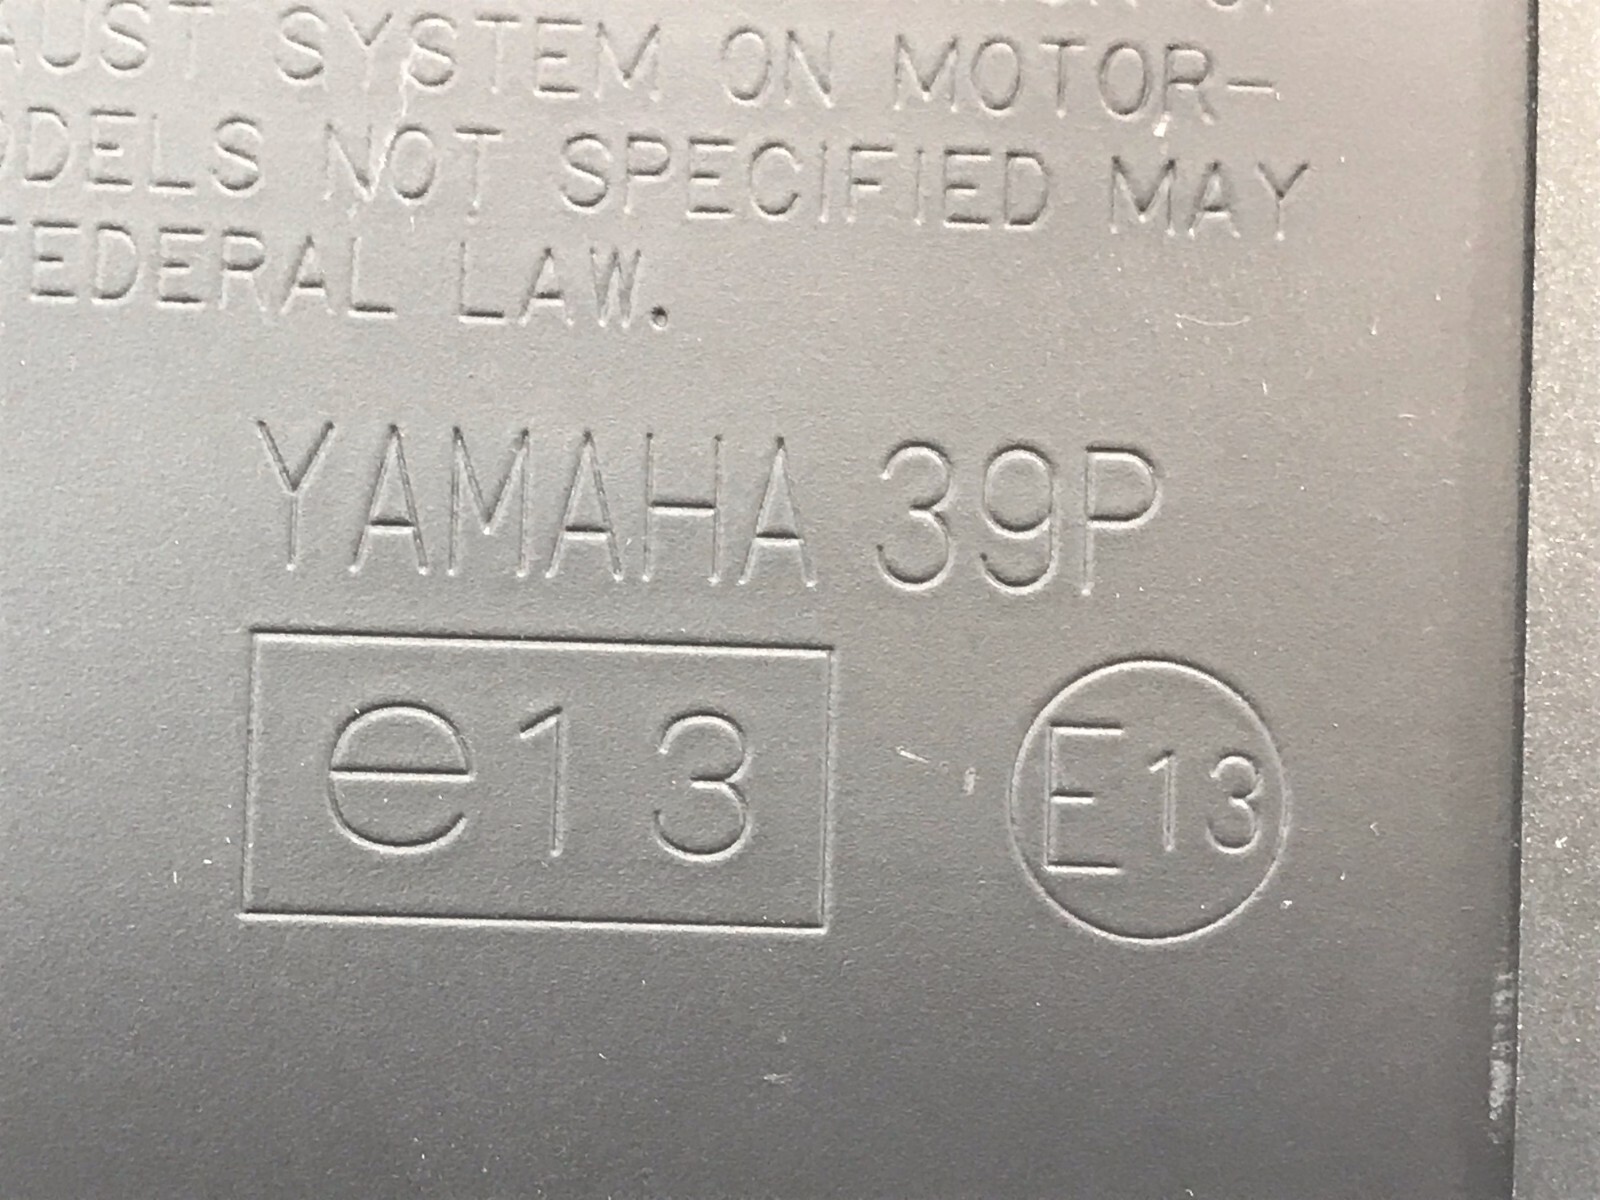 AUST SYSTEM ON MOTOR-
ODELS NOT SPECIFIED MAY
FEDERAL LAW.
YAMAHA 39P
e13
E13